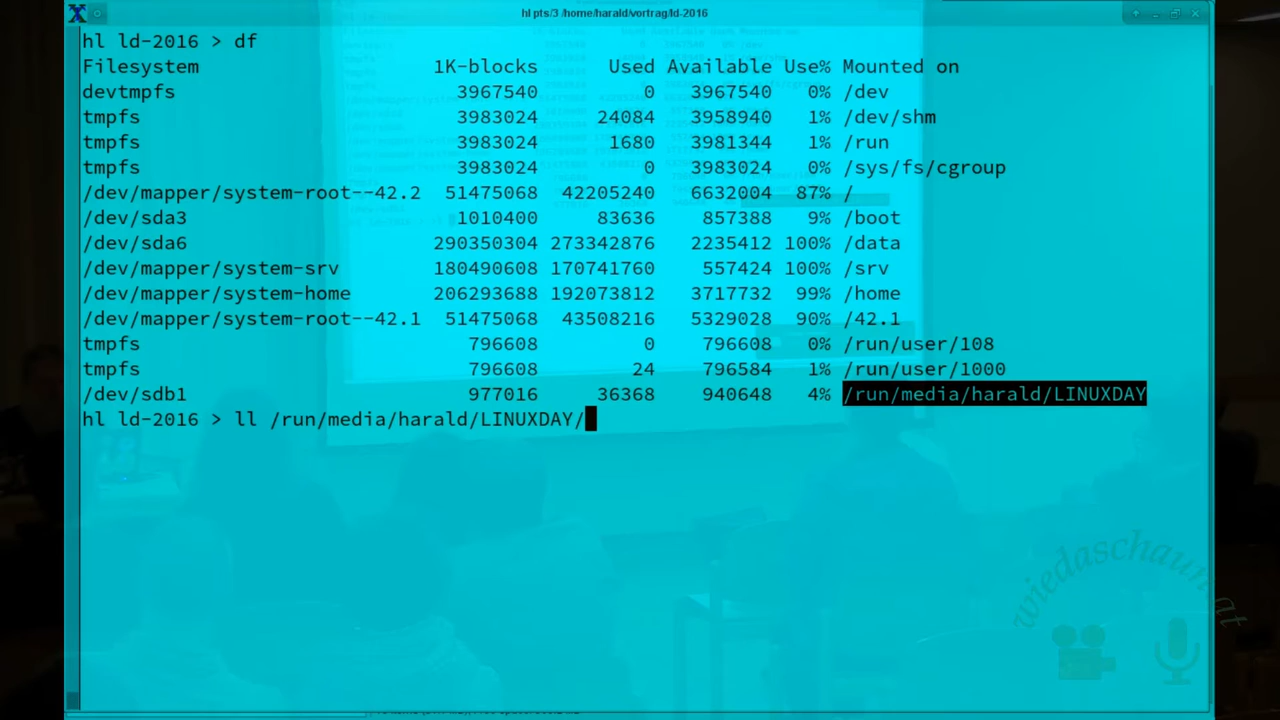 hl pts/3 /home/harald/vortrag/ld-2016
hl ld-2016 > df
Filesystem 1K-blocks Used Available Use% Mounted on
devtmpfs 3967540 0 3967540 0% /dev
tmpfs 3983024 24084 3958940 1% /dev/shm
tmpfs 3983024 1680 3981344 1% /run
tmpfs 3983024 0 3983024 0% /sys/fs/cgroup
/dev/mapper/system-root--42.2 51475068 42205240 6632004 87% /
/dev/sda3 1010400 83636 857388 9% /boot
/dev/sda6 290350304 273342876 2235412 100% /data
/dev/mapper/system-srv 180490608 170741760 557424 100% /srv
/dev/mapper/system-home 206293688 192073812 3717732 99% /home
/dev/mapper/system-root--42.1 51475068 43508216 5329028 90% /42.1
tmpfs 796608 0 796608 0% /run/user/108
tmpfs 796608 24 796584 1% /run/user/1000
/dev/sdb1 977016 36368 940648 4% /run/media/harald/LINUXDAY
hl ld-2016 > ll /run/media/harald/LINUXDAY/
wiedaschaun.at